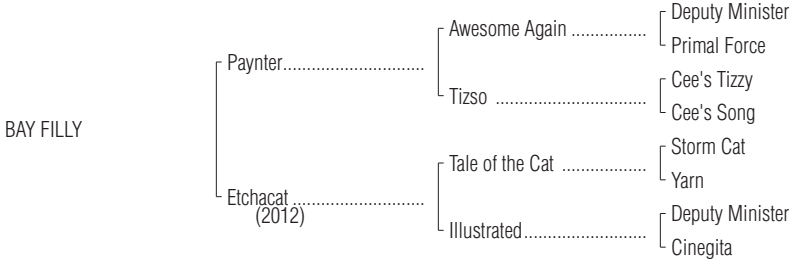 Deputy Minister
Awesome Again ................
Primal Force
Paynter..............................
Cee's Tizzy
Tizso ................................
Cee's Song
BAY FILLY
Storm Cat
Tale of the Cat ..................
Yarn
Etchacat ............................
(2012)
Deputy Minister
Illustrated..........................
Cinegita